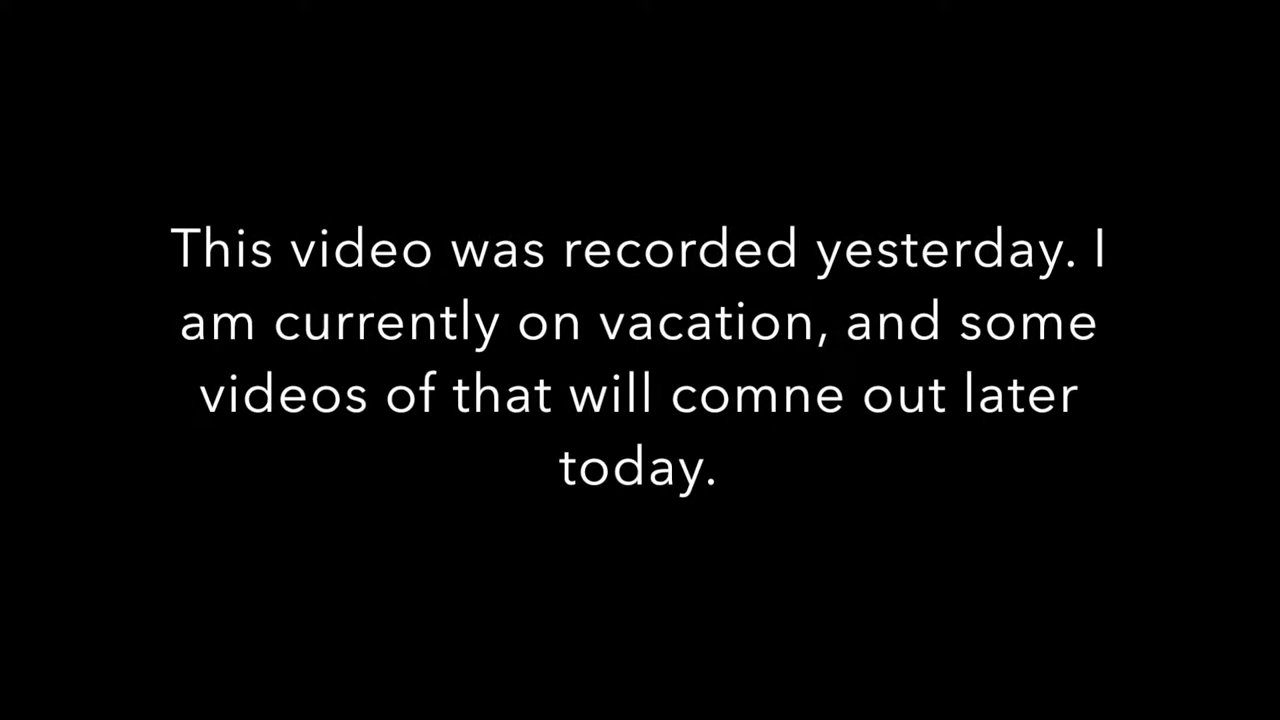 This video was recorded yesterday. I
am currently on vacation, and some
videos of that will comne out later
today.